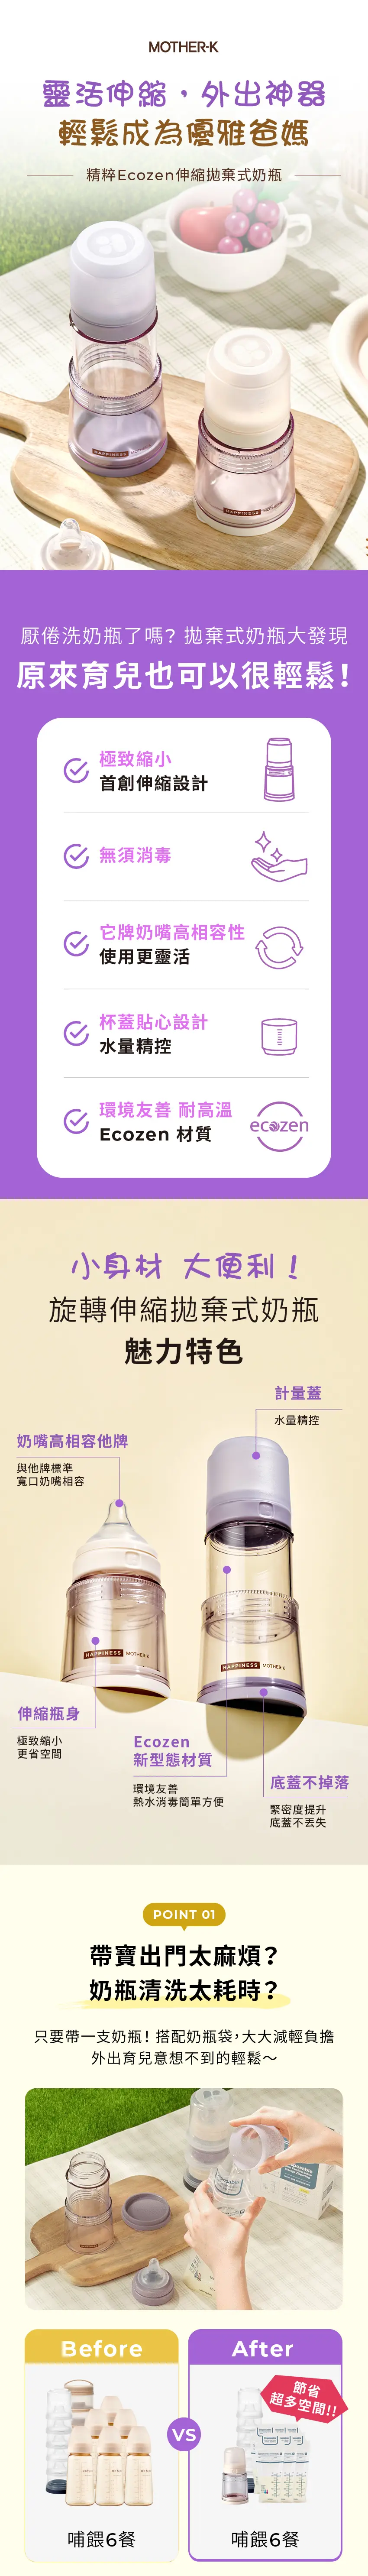 MOTHER-K
靈活伸縮，外出神器
輕鬆成為優雅爸媽
精粹Ecozen伸縮拋棄式奶瓶
HAPPINESS
HAPPINESS
厭倦洗奶瓶了嗎？拋棄式奶瓶大發現
原來育兒也可以很輕鬆！
極致縮小
首創伸縮設計
無須消毒
它牌奶嘴高相容性
使用更靈活
杯蓋貼心設計
水量精控
環境友善 耐高溫
Ecozen 材質
ecozen
小身材 大便利！
旋轉伸縮拋棄式奶瓶
魅力特色
計量蓋
水量精控
奶嘴高相容他牌
與他牌標準
寬口奶嘴相容
HAPPINESS MOTHER-K
HAPPINESS MOTHER-K
伸縮瓶身
極致縮小
更省空間
Ecozen
新型態材質
環境友善
熱水消毒簡單方便
底蓋不掉落
緊密度提升
底蓋不丟失
POINT 01
帶寶出門太麻煩？
奶瓶清洗太耗時？
只要帶一支奶瓶！搭配奶瓶袋，大大減輕負擔
外出育兒意想不到的輕鬆～
Before
After
節省
超多空間!!
VS
哺餵6餐
哺餵6餐